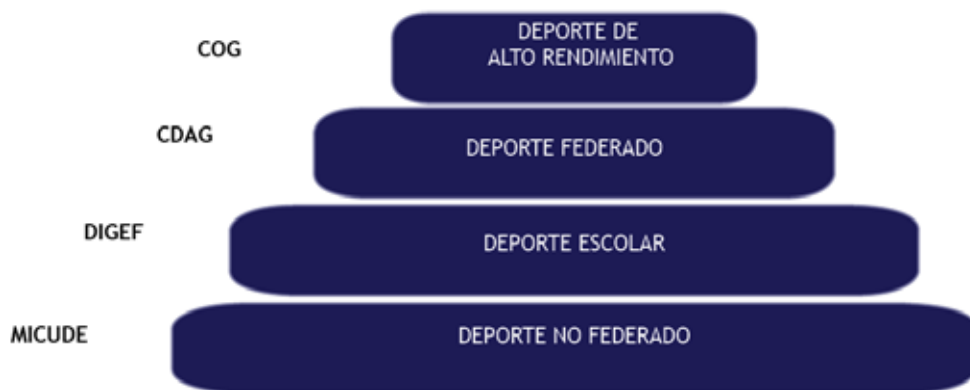 COG
DEPORTE DE
ALTO RENDIMIENTO
CDAG
DEPORTE FEDERADO
DIGEF
DEPORTE ESCOLAR
MICUDE
DEPORTE NO FEDERADO